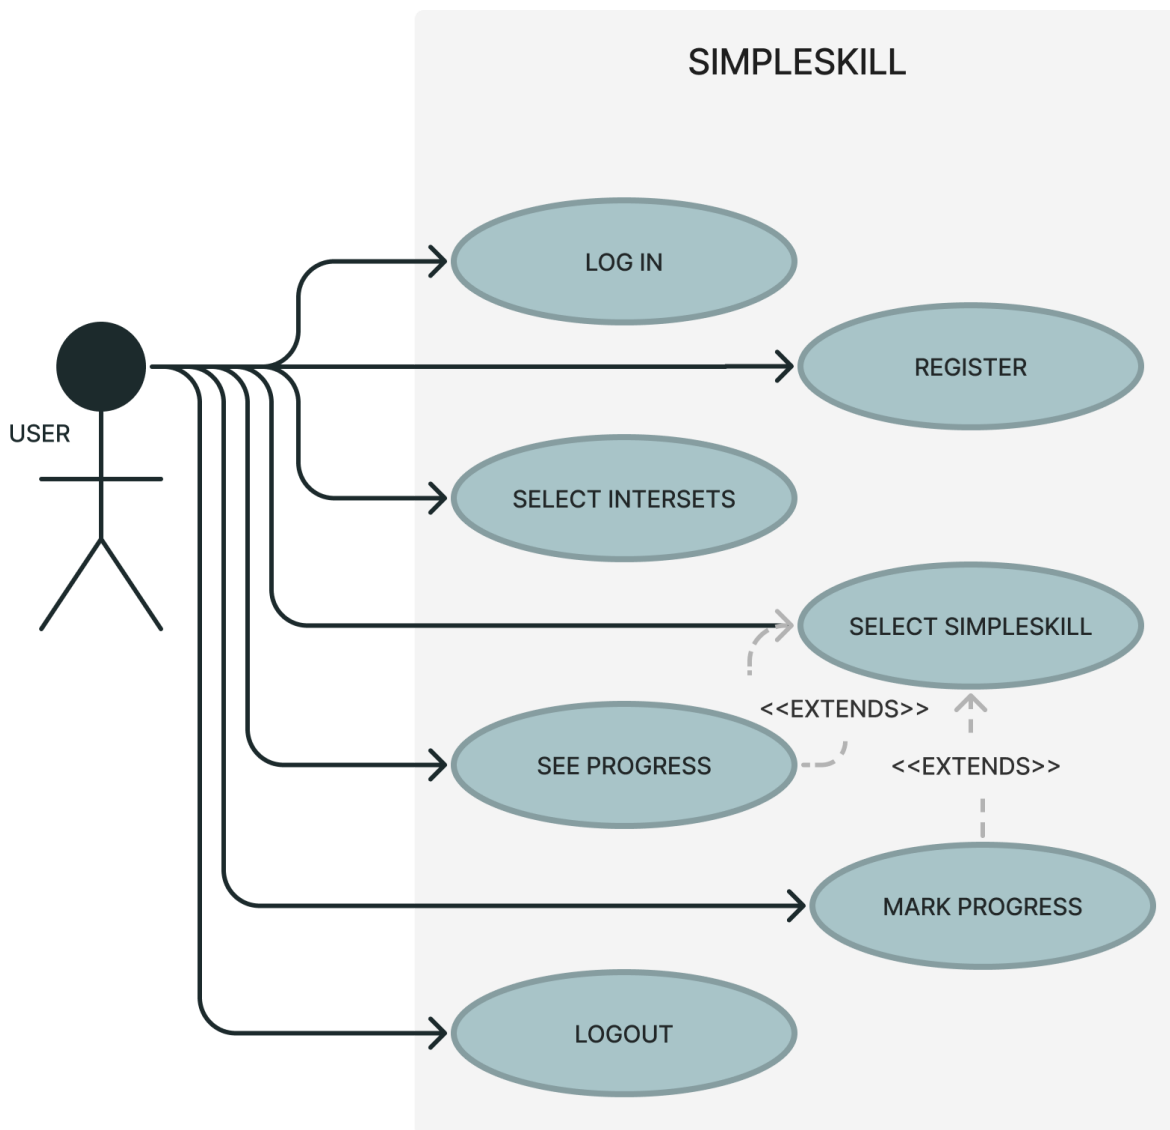 SIMPLESKILL
LOG IN
REGISTER
USER
SELECT INTERSETS
SELECT SIMPLESKILL
<<EXTENDS>>
SEE PROGRESS
<<EXTENDS>>
MARK PROGRESS
LOGOUT